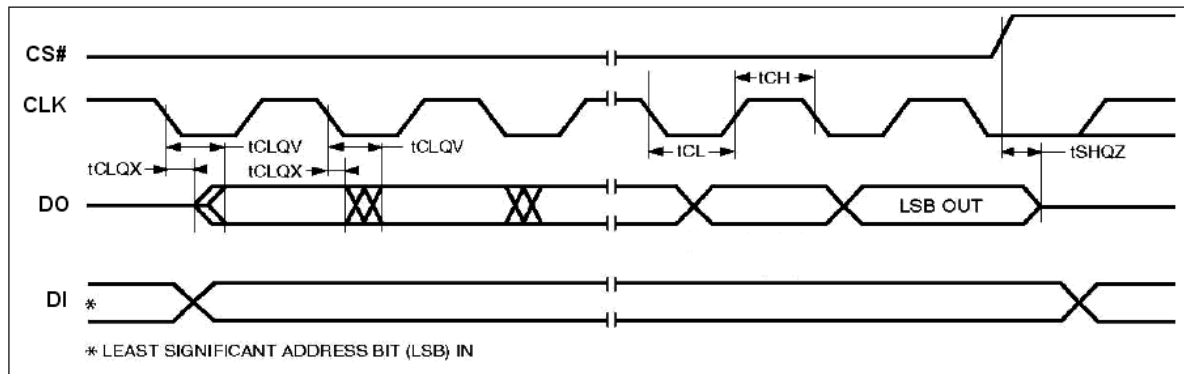 CS#
tCH
CLK
tCLQV
tCLQV
tCL
tSHQZ
tCLQX
tCLQX
DO
LSB OUT
DI
*
* LEAST SIGNIFICANT ADDRESS BIT (LSB) IN